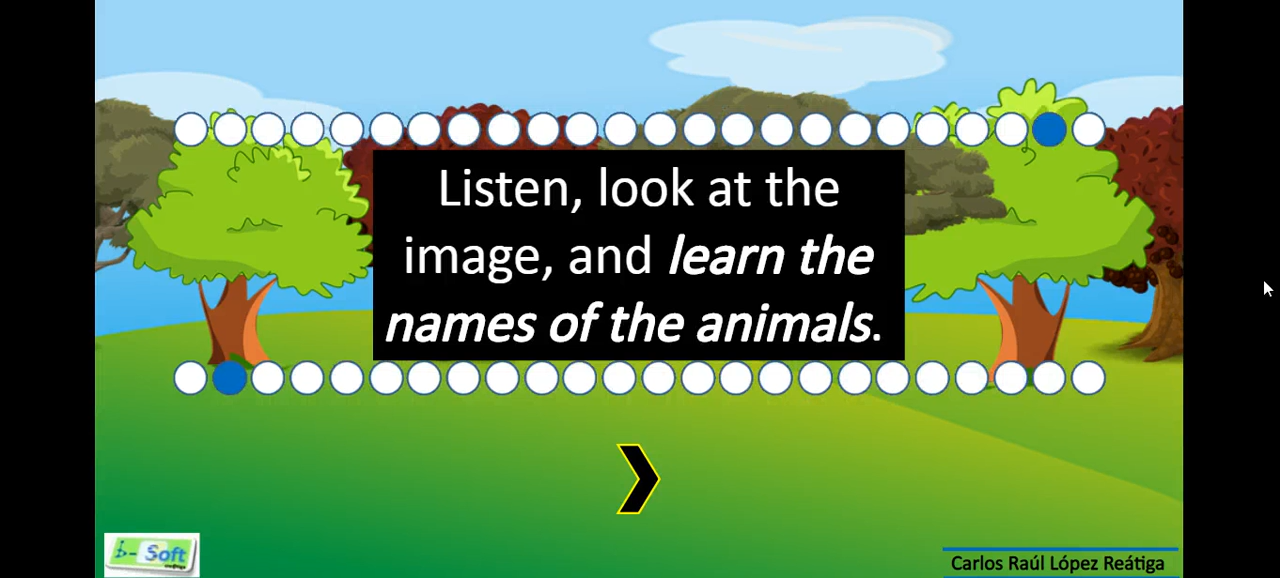 Listen, look at the
image, and learn the
names of the animals.
b- Soft
Carlos Raúl López Reátiga